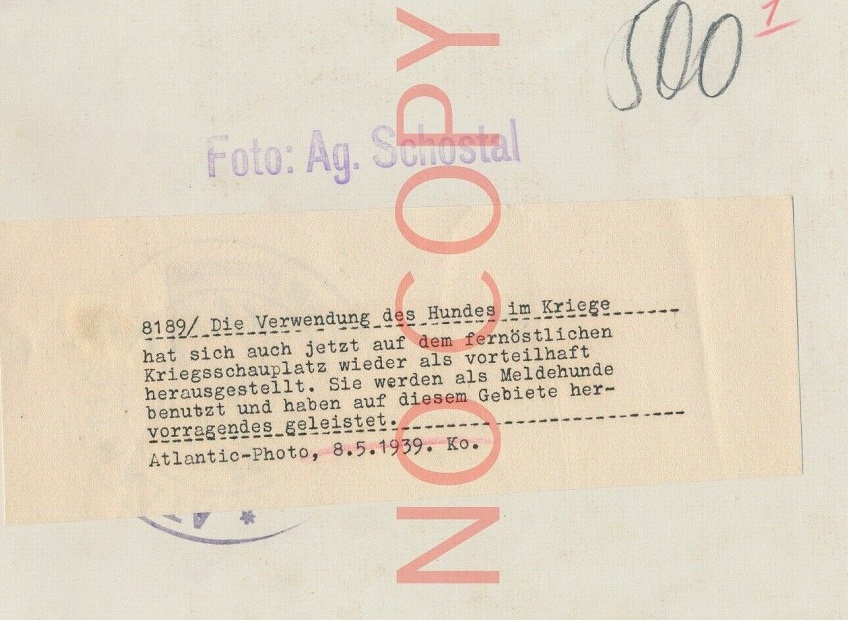 500
1
Foto: Ag. Schostal
8189/ Die Verwendung des Hundes im Kriege
hat sich auch jetzt auf dem fernöstlichen
Kriegsschauplatz wieder als vorteilhaft
herausgestellt. Sie werden als Meldehunde
benutzt und haben auf diesem Gebiete her-
vorragendes geleistet.
Atlantic-Photo, 8.5.1939. Ko.
NO COPY